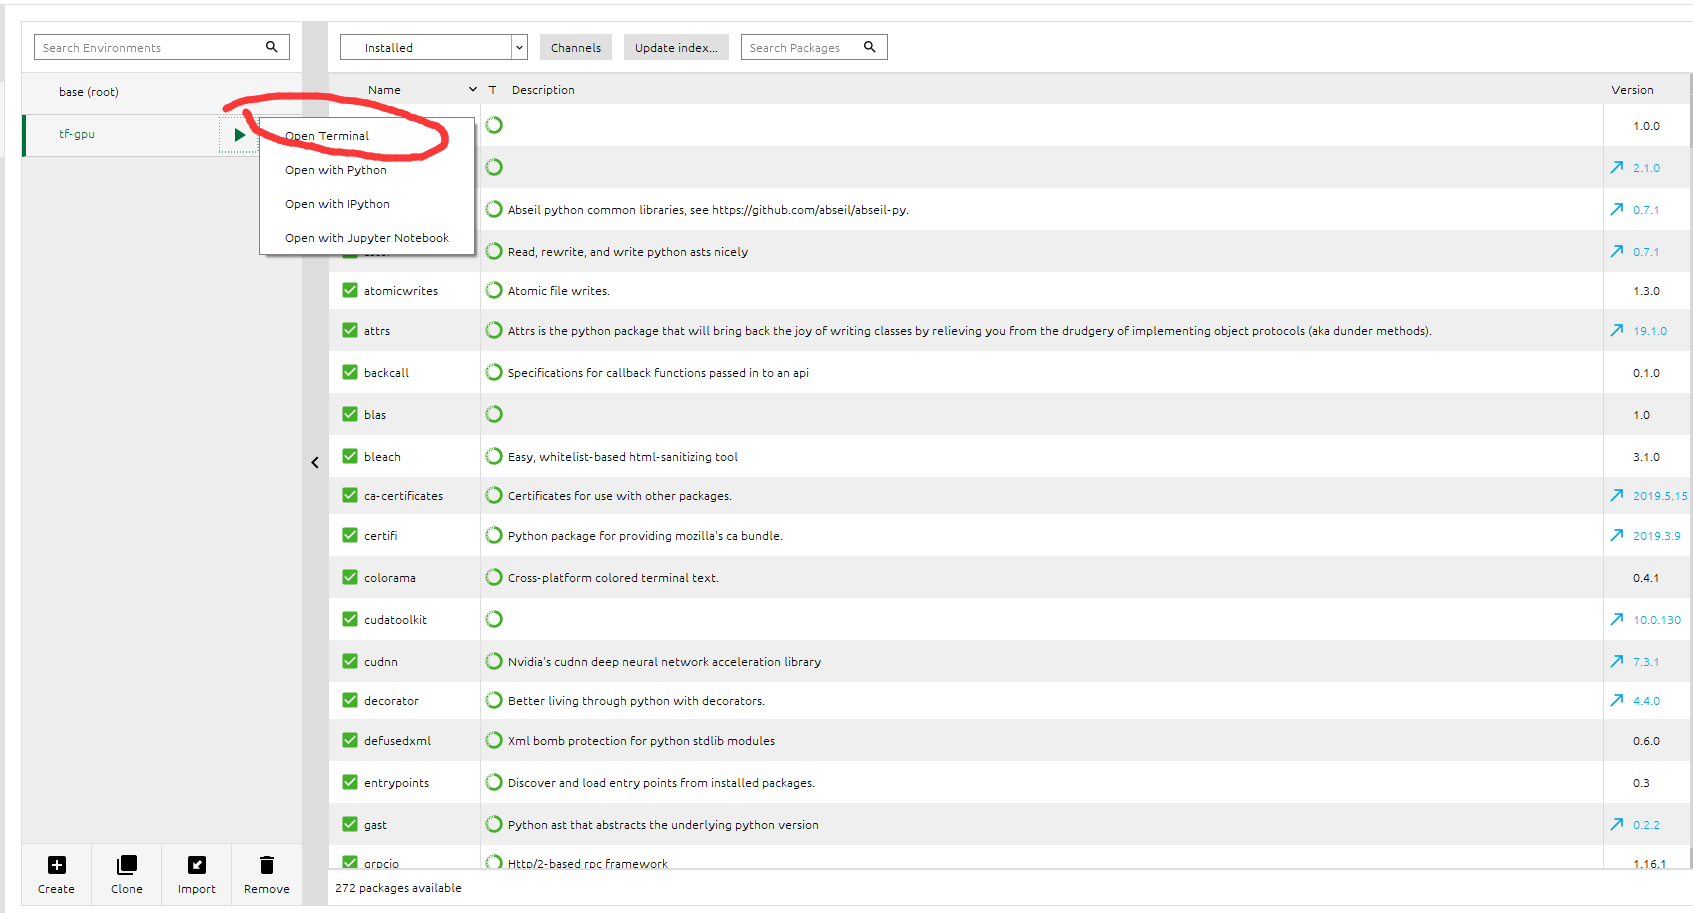 Search Environments
Installed
Channels
Update index...
Search Packages
base (root)
tf-gpu
Open Terminal
Open with Python
Open with IPython
Open with Jupyter Notebook
Name T Description Version
1.0.0
2.1.0
Abseil python common libraries, see https://github.com/abseil/abseil-py. 0.7.1
Read, rewrite, and write python asts nicely 0.7.1
atomicwrites Atomic file writes. 1.3.0
attrs Attrs is the python package that will bring back the joy of writing classes by relieving you from the drudgery of implementing object protocols (aka dunder methods). 19.1.0
backcall Specifications for callback functions passed in to an api 0.1.0
blas 1.0
bleach Easy, whitelist-based html-sanitizing tool 3.1.0
ca-certificates Certificates for use with other packages. 2019.5.15
certifi Python package for providing mozilla's ca bundle. 2019.3.9
colorama Cross-platform colored terminal text. 0.4.1
cudatoolkit 10.0.130
cudnn Nvidia's cudnn deep neural network acceleration library 7.3.1
decorator Better living through python with decorators. 4.4.0
defusedxml Xml bomb protection for python stdlib modules 0.6.0
entrypoints Discover and load entry points from installed packages. 0.3
gast Python ast that abstracts the underlying python version 0.2.2
grpcio Http/2-based rpc framework 1.16.1
Create
Clone
Import
Remove
272 packages available